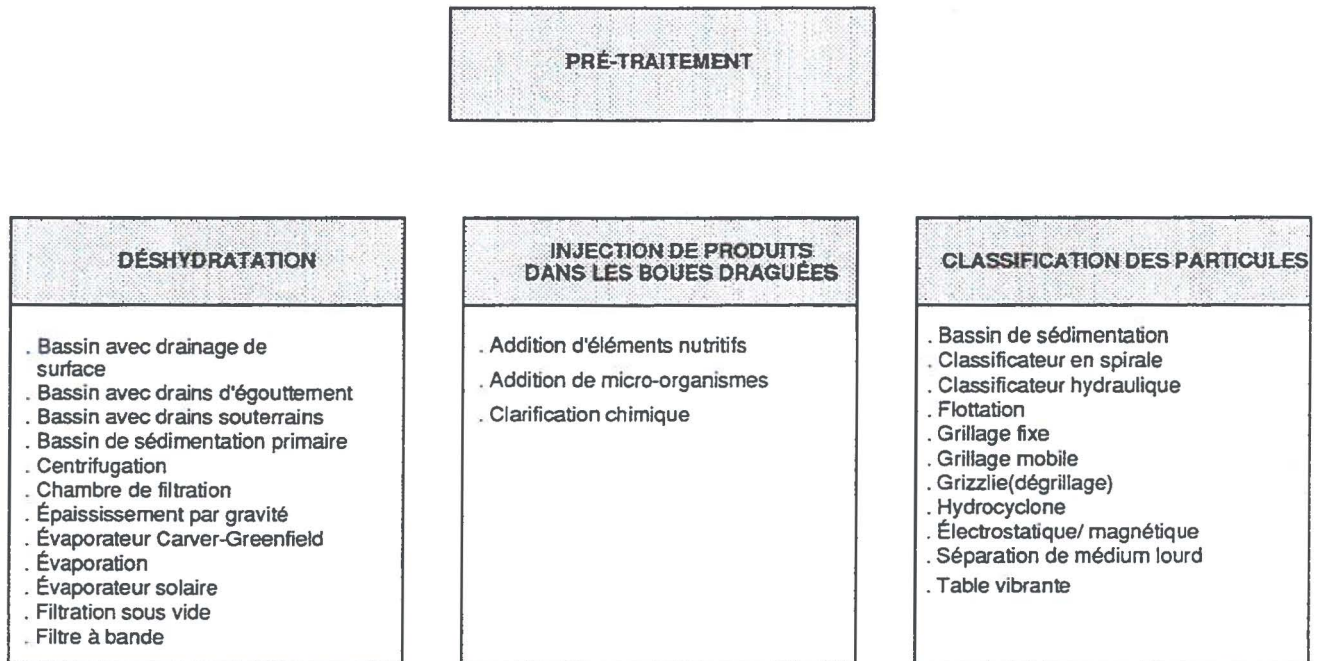 PRÉ-TRAITEMENT
DÉSHYDRATATION
. Bassin avec drainage de
surface
. Bassin avec drains d'égouttement
. Bassin avec drains souterrains
. Bassin de sédimentation primaire
. Centrifugation
. Chambre de filtration
. Épaississement par gravité
. Évaporateur Carver-Greenfield
. Évaporation
. Évaporateur solaire
. Filtration sous vide
. Filtre à bande
INJECTION DE PRODUITS
DANS LES BOUES DRAGUÉES
. Addition d'éléments nutritifs
. Addition de micro-organismes
. Clarification chimique
CLASSIFICATION DES PARTICULES
. Bassin de sédimentation
. Classificateur en spirale
. Classificateur hydraulique
. Flottation
. Grillage fixe
. Grillage mobile
. Grizzlie(dégrillage)
. Hydrocyclone
. Électrostatique/ magnétique
. Séparation de médium lourd
. Table vibrante